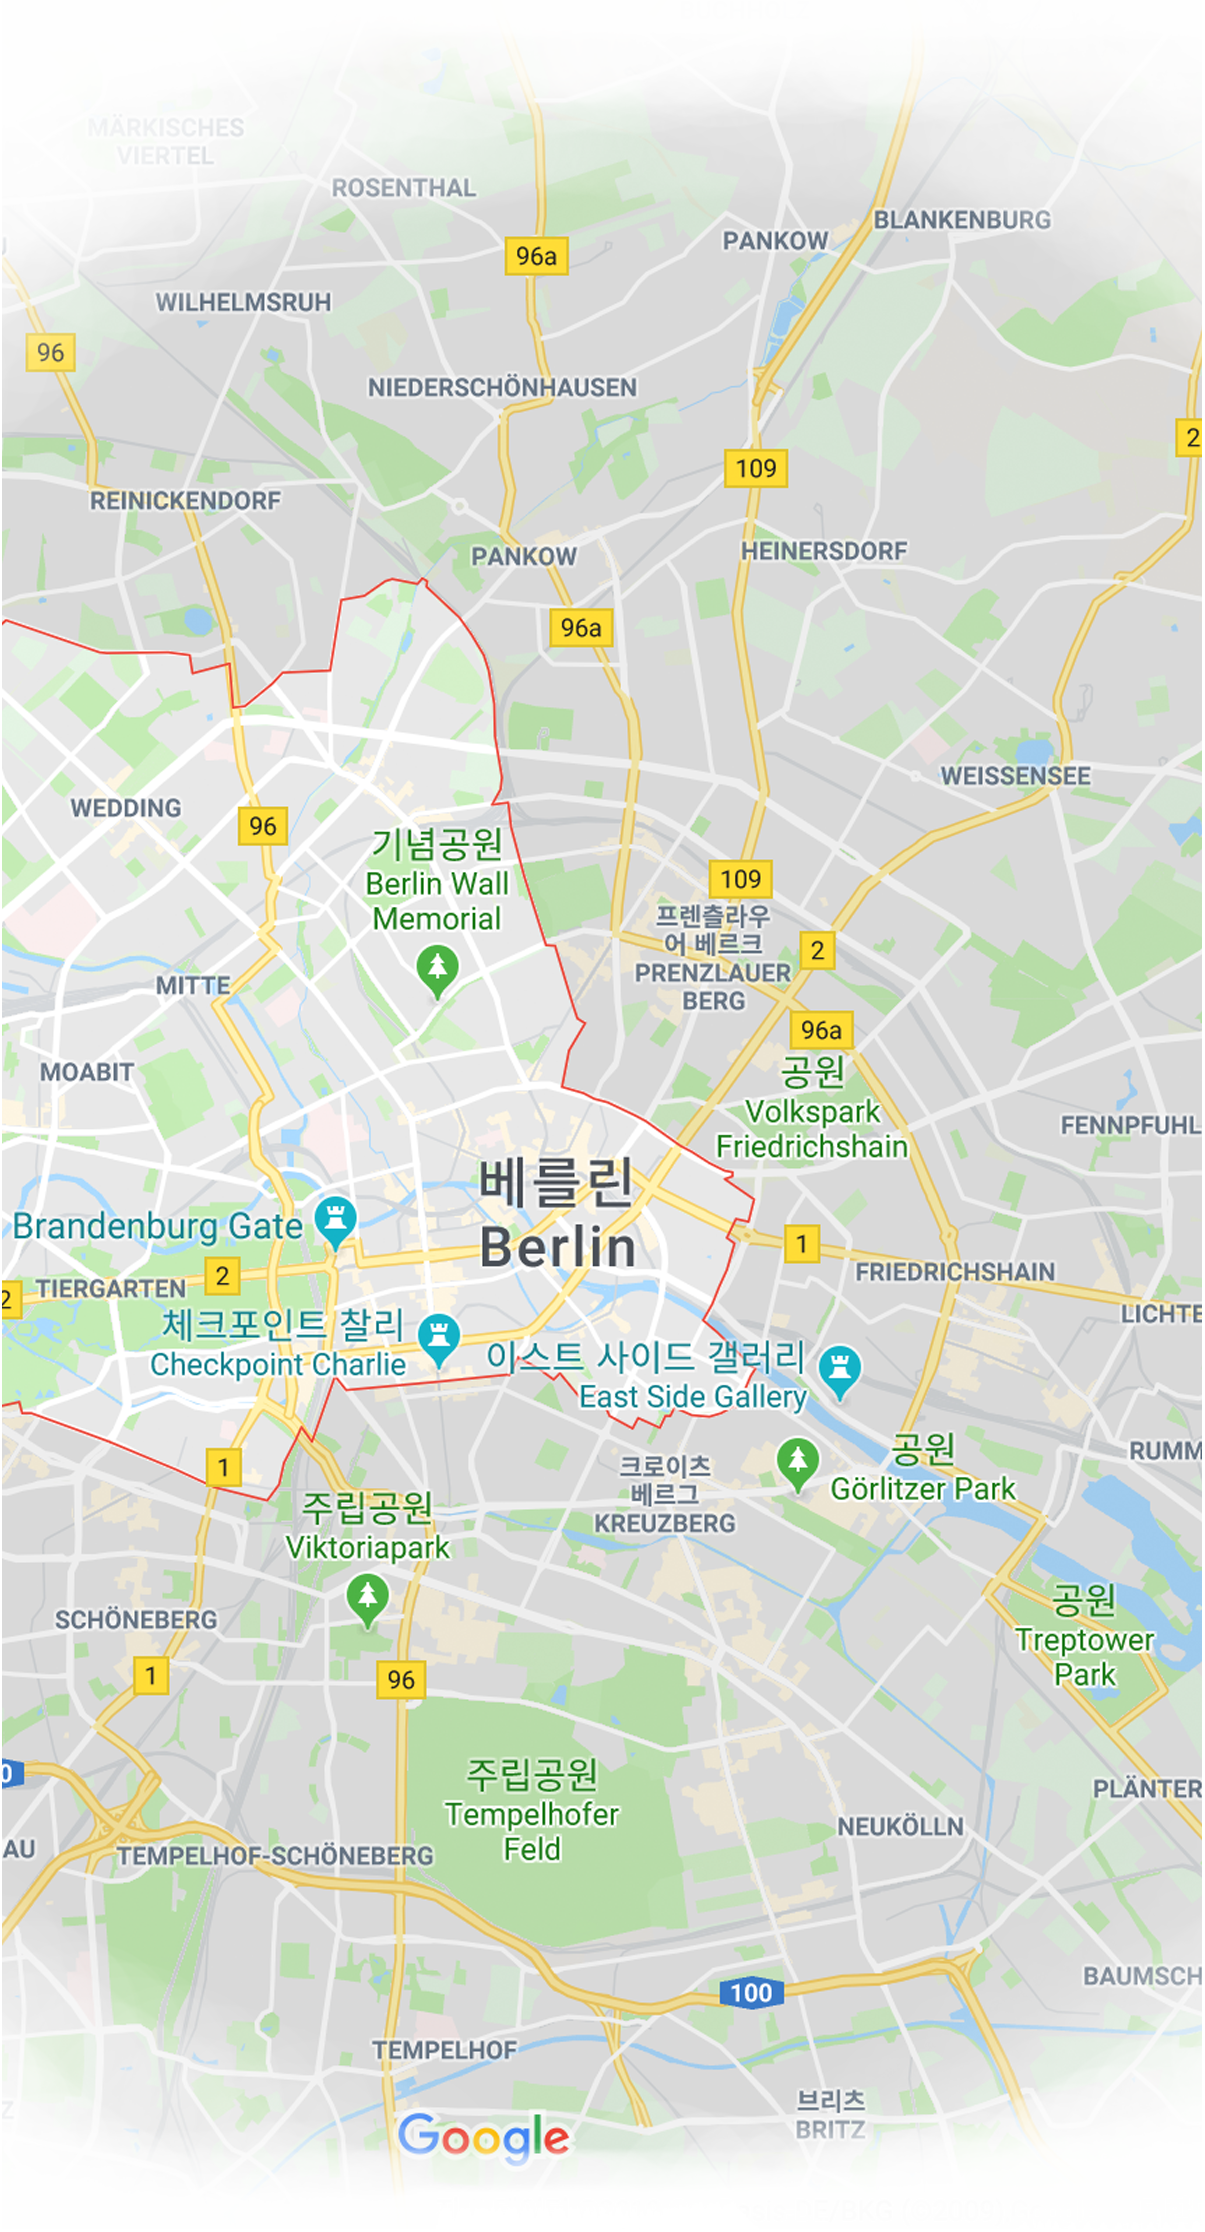 MÄRKISCHES
VIERTEL
ROSENTHAL
BLANKENBURG
PANKOW
96a
WILHELMSRUH
96
NIEDERSCHÖNHAUSEN
2
109
REINICKENDORF
PANKOW
HEINERSDORF
96a
WEISSENSEE
WEDDING
96
기념공원
Berlin Wall
Memorial
109
프렌츨라우
어 베르크
PRENZLAUER
BERG
2
MITTE
96a
MOABIT
공원
Volkspark
Friedrichshain
FENNPFUHL
베를린
Berlin
Brandenburg Gate
1
2
FRIEDRICHSHAIN
TIERGARTEN
2
LICHTE
체크포인트 찰리
Checkpoint Charlie
이스트 사이드 갤러리
East Side Gallery
공원
Görlitzer Park
RUMM
1
크로이츠
베르그
KREUZBERG
주립공원
Viktoriapark
공원
Treptower
Park
SCHÖNEBERG
1
96
0
주립공원
Tempelhofer
Feld
PLÄNTER
NEUKÖLLN
AU
TEMPELHOF-SCHÖNEBERG
BAUMSCH
100
TEMPELHOF
브리츠
BRITZ
Google